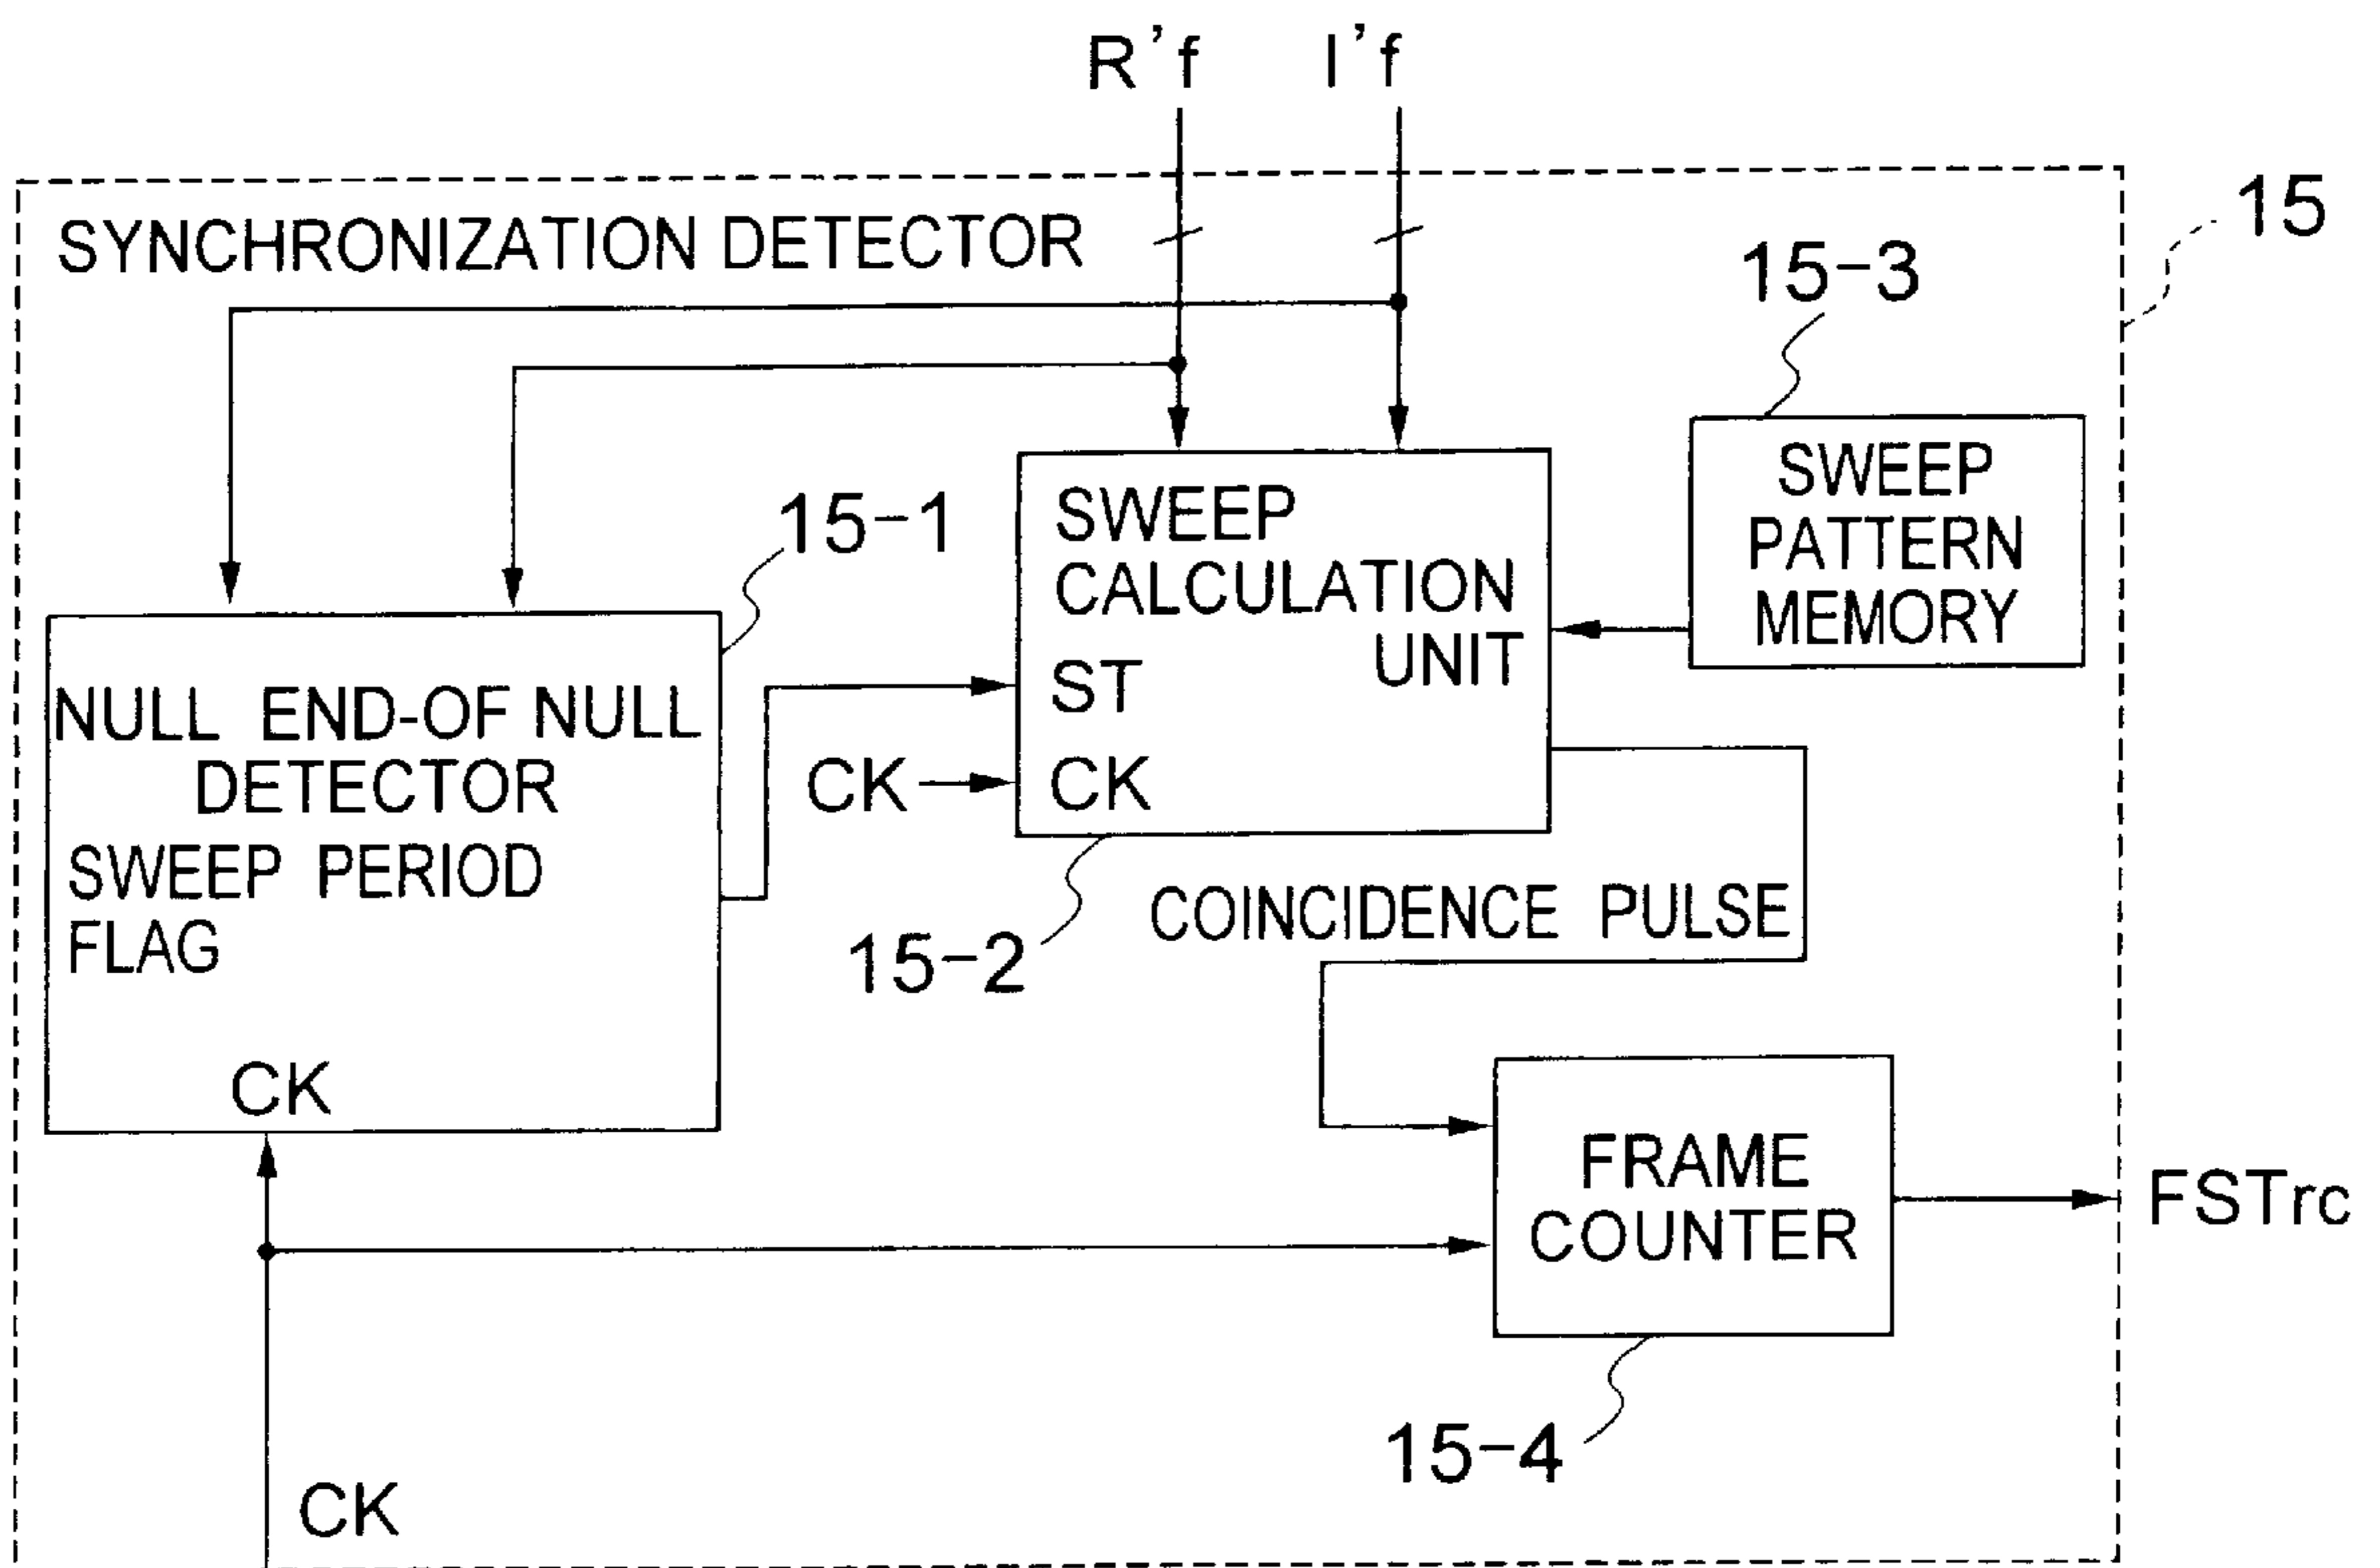 R'f
I'f
15
SYNCHRONIZATION DETECTOR
15-3
SWEEP
PATTERN
MEMORY
15-1
SWEEP
CALCULATION
UNIT
ST
CK
CK
NULL END-OF NULL
DETECTOR
SWEEP PERIOD
FLAG
CK
15-2
COINCIDENCE PULSE
FRAME
COUNTER
FSTrc
15-4
CK